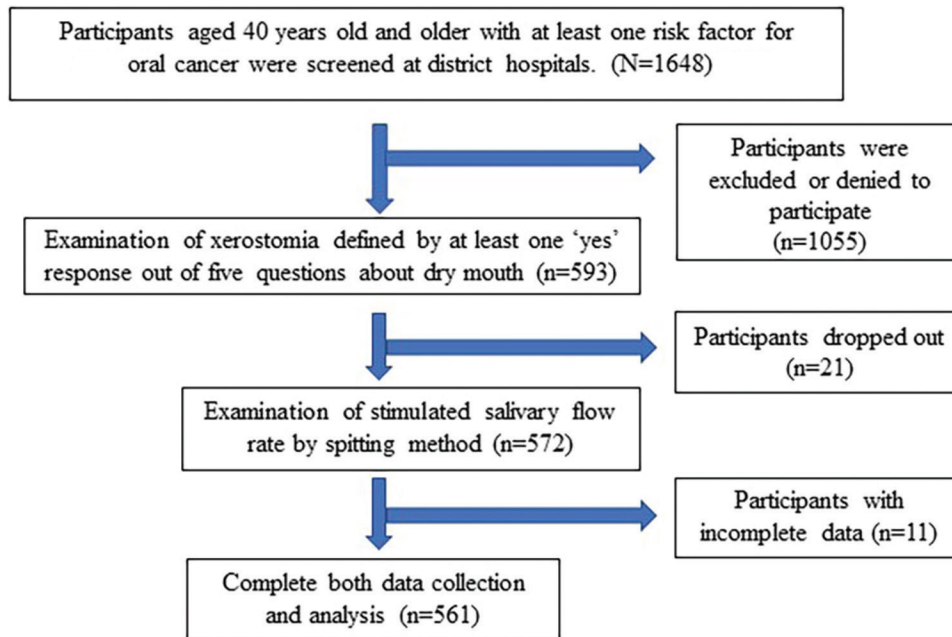 Participants aged 40 years old and older with at least one risk factor for
oral cancer were screened at district hospitals. (N=1648)
Participants were
excluded or denied to
participate
(n=1055)
Examination of xerostomia defined by at least one ‘yes’
response out of five questions about dry mouth (n=593)
Participants dropped out
(n=21)
Examination of stimulated salivary flow
rate by spitting method (n=572)
Participants with
incomplete data (n=11)
Complete both data collection
and analysis (n=561)